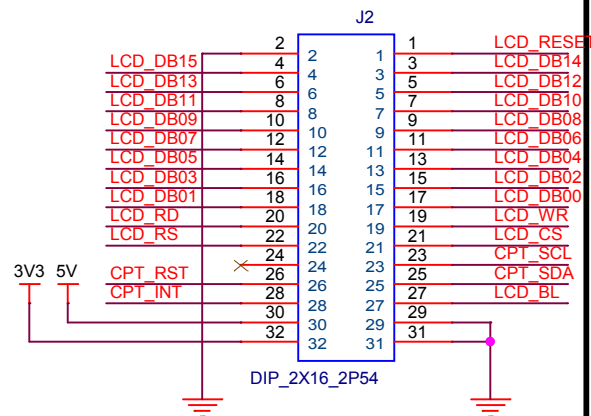 J2
2 2 1 1 LCD_RESET
LCD_DB15 4 4 3 3 LCD_DB14
LCD_DB13 6 6 5 5 LCD_DB12
LCD_DB11 8 8 7 7 LCD_DB10
LCD_DB09 10 10 9 9 LCD_DB08
LCD_DB07 12 12 11 11 LCD_DB06
LCD_DB05 14 14 13 13 LCD_DB04
LCD_DB03 16 16 15 15 LCD_DB02
LCD_DB01 18 18 17 17 LCD_DB00
LCD_RD 20 20 19 19 LCD_WR
LCD_RS 22 22 21 21 LCD_CS
24 24 23 23 CPT_SCL
3V3 5V CPT_RST 26 26 25 25 CPT_SDA
CPT_INT 28 28 27 27 LCD_BL
30 30 29 29
32 32 31 31
DIP_2X16_2P54